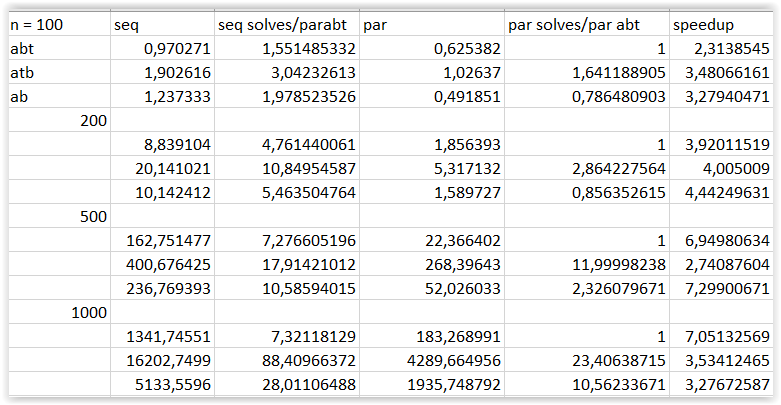 n = 100 seq seq solves/parabt par par solves/par abt speedup
abt 0,970271 1,551485332 0,625382 1 2,3138545
atb 1,902616 3,04232613 1,02637 1,641188905 3,48066161
ab 1,237333 1,978523526 0,491851 0,786480903 3,27940471
200
8,839104 4,761440061 1,856393 1 3,92011519
20,141021 10,84954587 5,317132 2,864227564 4,005009
10,142412 5,463504764 1,589727 0,856352615 4,44249631
500
162,751477 7,276605196 22,366402 1 6,94980634
400,676425 17,91421012 268,39643 11,99998238 2,74087604
236,769393 10,58594015 52,026033 2,326079671 7,29900671
1000
1341,74551 7,32118129 183,268991 1 7,05132569
16202,7499 88,40966372 4289,664956 23,40638715 3,53412465
5133,5596 28,01106488 1935,748792 10,56233671 3,27672587